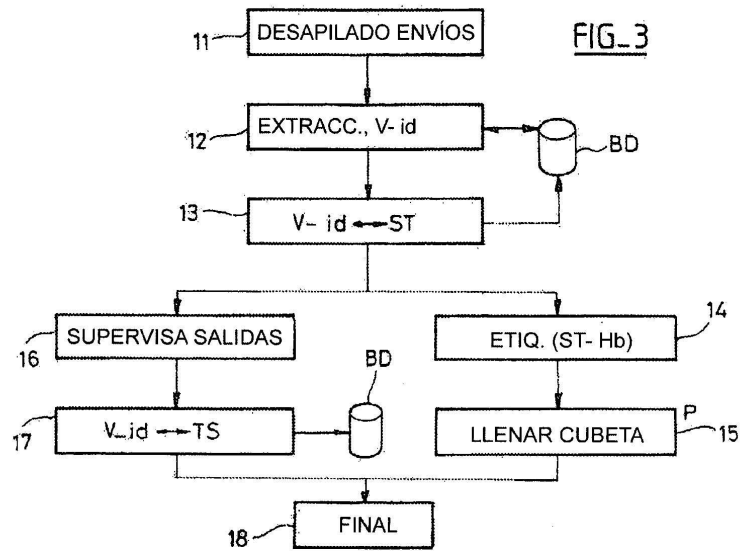 FIG_3
11
DESAPILADO ENVÍOS
12
EXTRACC., V- id
BD
13
V- id ↔ ST
16
SUPERVISA SALIDAS
14
ETIQ. (ST- Hb)
BD
17
V_id ↔ TS
P
15
LLENAR CUBETA
18
FINAL